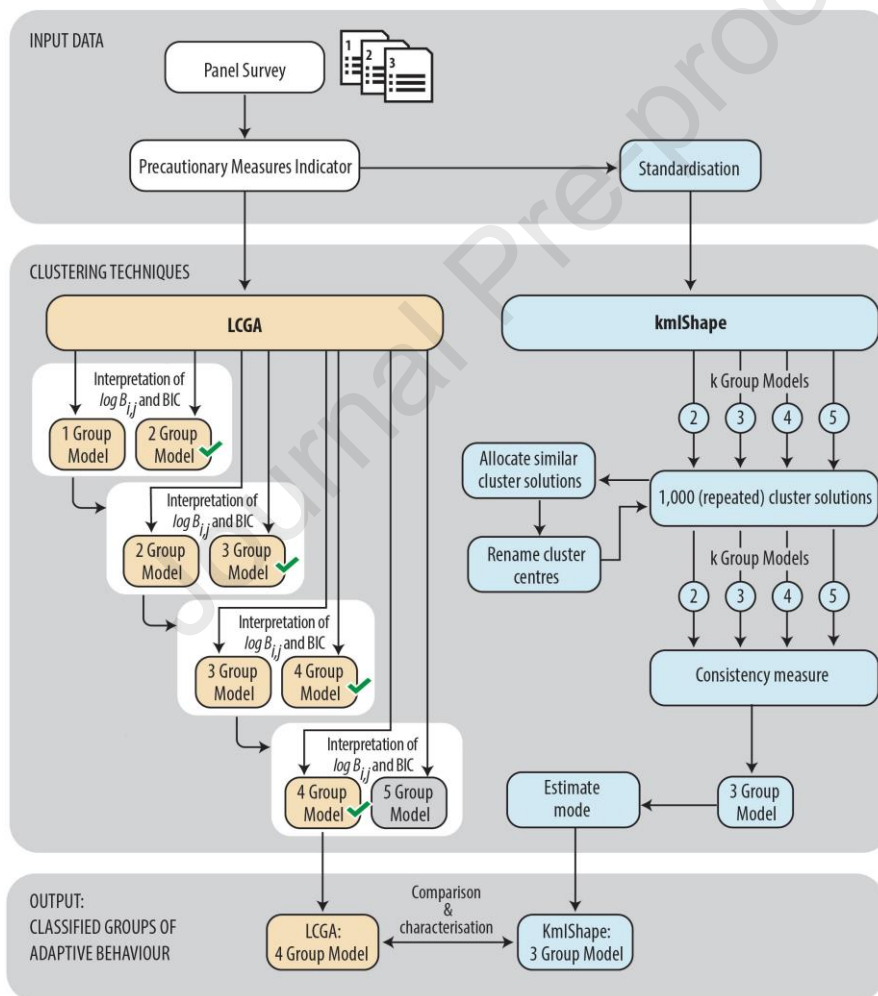 INPUT DATA
Panel Survey
1
2
3
Precautionary Measures Indicator
Standardisation
CLUSTERING TECHNIQUES
LCGA
Interpretation of
log B i,j and BIC
1 Group
Model
2 Group
Model
Interpretation of
log B i,j and BIC
2 Group
Model
3 Group
Model
Interpretation of
log B i,j and BIC
3 Group
Model
4 Group
Model
Interpretation of
log B i,j and BIC
4 Group
Model
5 Group
Model
kmlShape
k Group Models
2
3
4
5
Allocate similar
cluster solutions
1,000 (repeated) cluster solutions
Rename cluster
centres
k Group Models
2
3
4
5
Consistency measure
3 Group
Model
Estimate
mode
OUTPUT:
CLASSIFIED GROUPS OF
ADAPTIVE BEHAVIOUR
LCGA:
4 Group Model
Comparison
&
characterisation
KmlShape:
3 Group Model
Journal Pre-proo